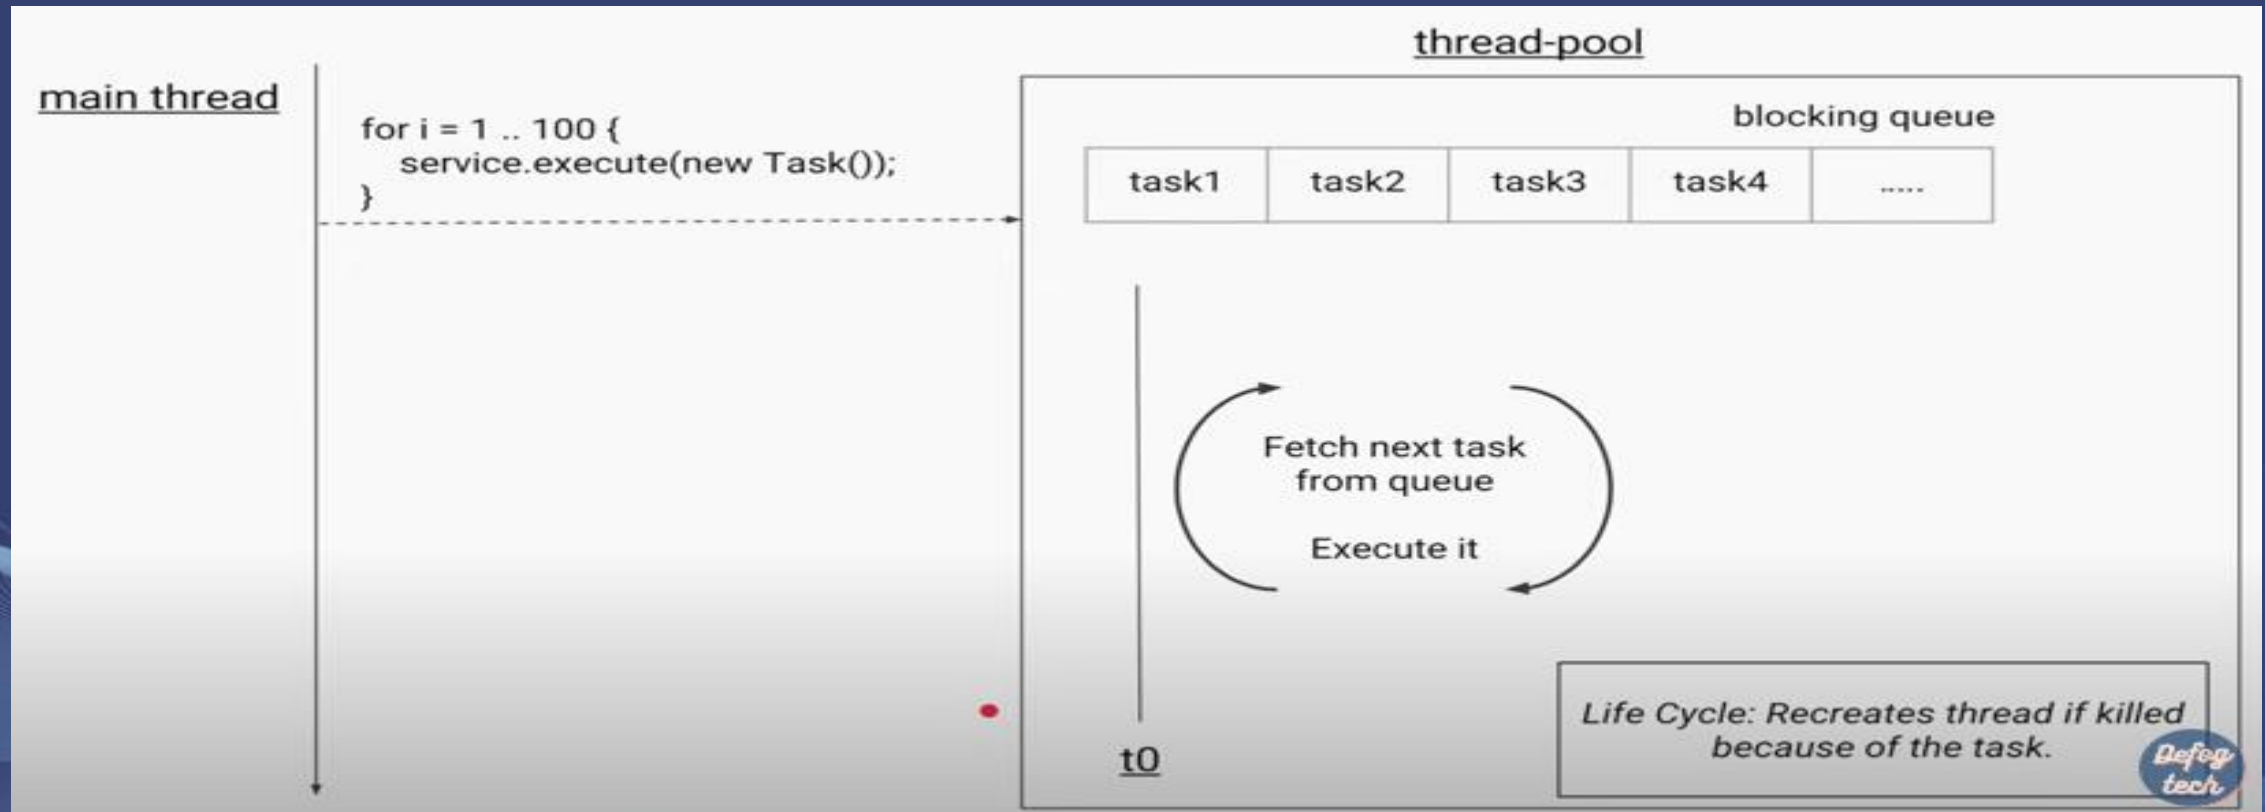 thread-pool
main thread
for i = 1 .. 100 {
service.execute(new Task());
}
blocking queue
task1 task2 task3 task4 .....
Fetch next task
from queue
Execute it
t0
Life Cycle: Recreates thread if killed
because of the task.
Defog
tech